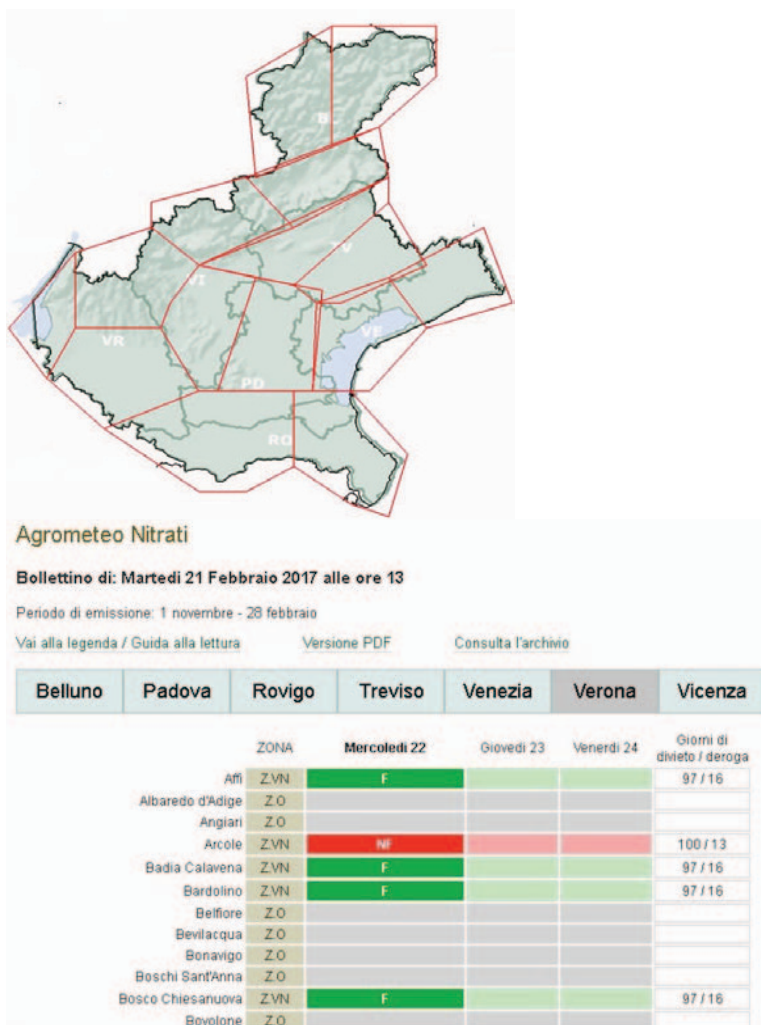 BL
TV
VI
VE
VR
PD
RO
Agrometeo Nitrati
Bollettino di: Martedi 21 Febbraio 2017 alle ore 13
Periodo di emissione: 1 novembre - 28 febbraio
Vai alla legenda / Guida alla lettura Versione PDF Consulta l'archivio
Belluno Padova Rovigo Treviso Venezia Verona Vicenza
ZONA Mercoledi 22 Giovedi 23 Venerdi 24 Giorni di divieto / deroga
Affi Z.VN F 97 / 16
Albaredo d'Adige Z.O
Angiari Z.O
Arcole Z.VN NF 100 / 13
Badia Calavena Z.VN F 97 / 16
Bardolino Z.VN F 97 / 16
Belfiore Z.O
Bevilacqua Z.O
Bonavigo Z.O
Boschi Sant'Anna Z.O
Bosco Chiesanuova Z.VN F 97 / 16
Bovolone Z.O